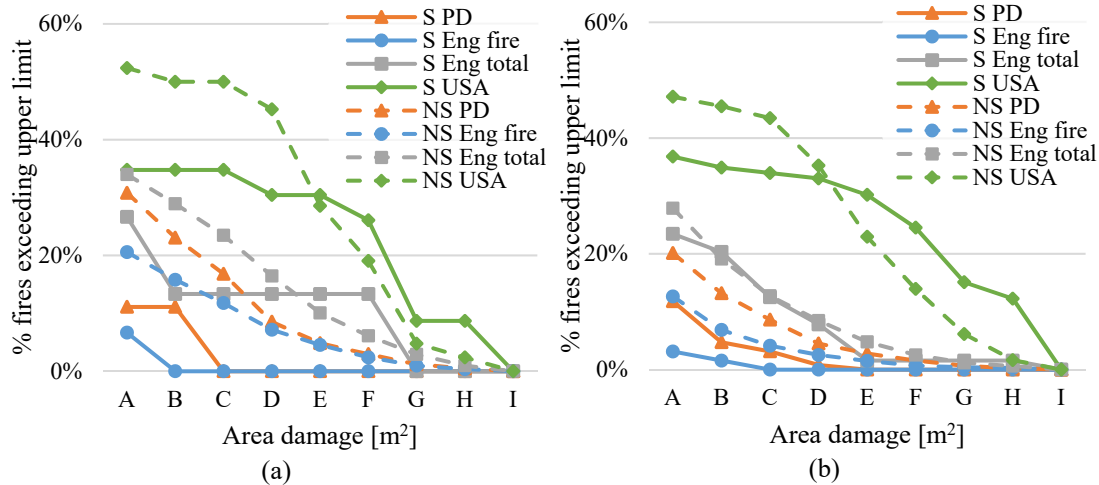 % fires exceeding upper limit
60%
40%
20%
0%
S PD
S Eng fire
S Eng total
S USA
NS PD
NS Eng fire
NS Eng total
NS USA
A B C D E F G H I
Area damage [m²]
(a)
% fires exceeding upper limit
60%
40%
20%
0%
S PD
S Eng fire
S Eng total
S USA
NS PD
NS Eng fire
NS Eng total
NS USA
A B C D E F G H I
Area damage [m²]
(b)